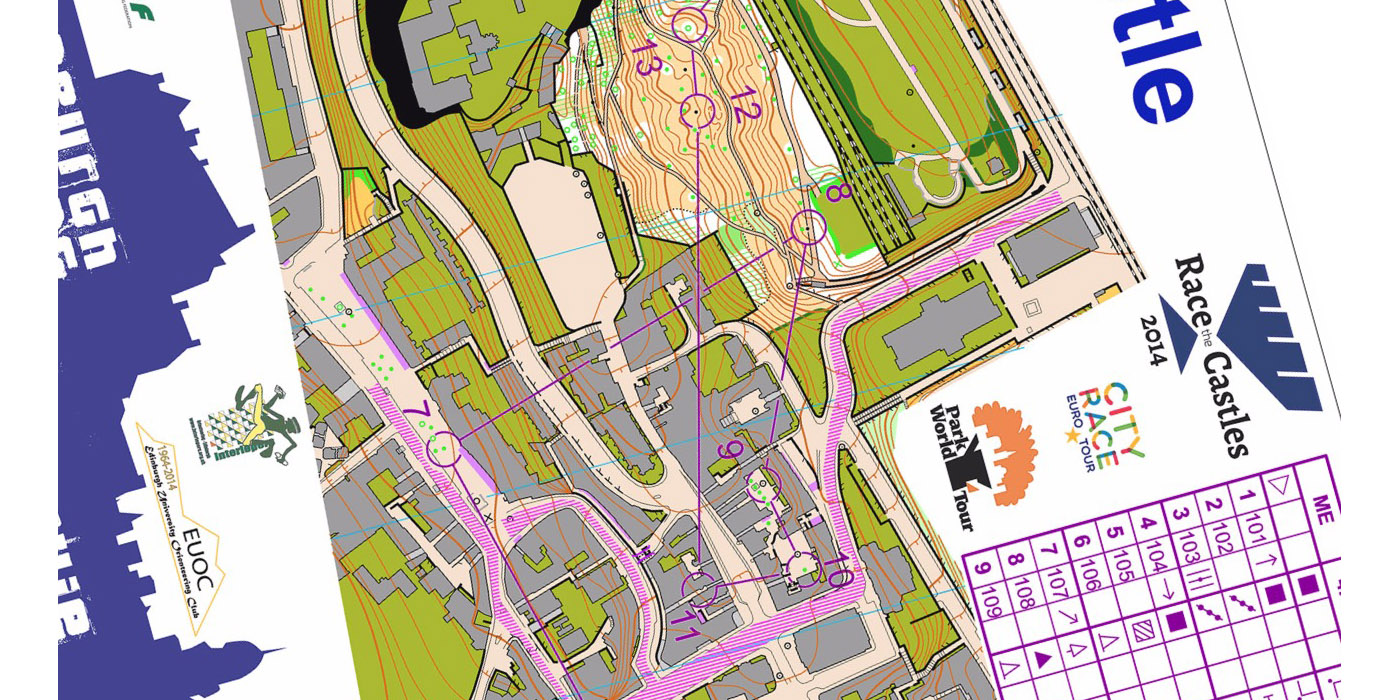 tle
Race the Castles
2014
CITY
RACE
EURO
TOUR
Park
World
Tour
Interlopers
1964-2014
Edinburgh University Orienteering Club
EUOC
ME
1 101
2 102
3 103
4 104
5 105
6 106
7 107
8 108
9 109
7
8
9
10
11
12
13